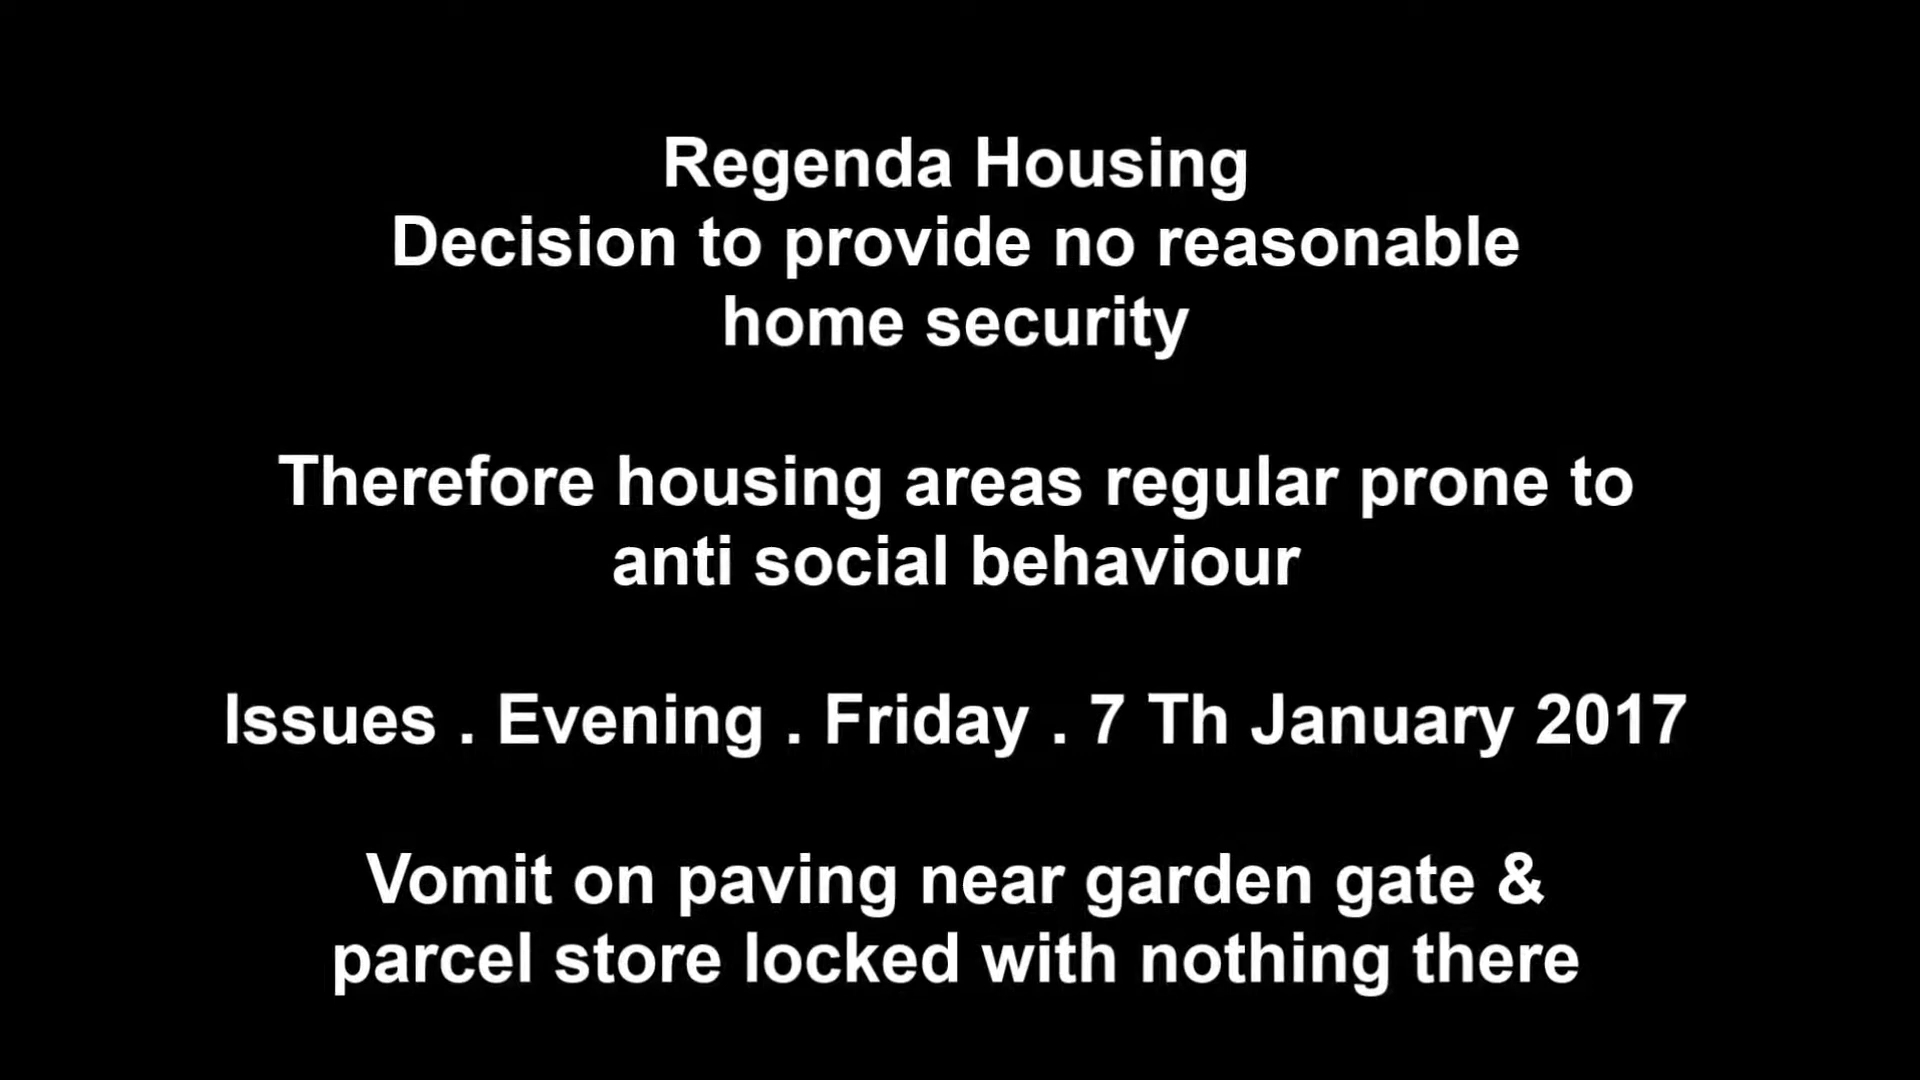 Regenda Housing
Decision to provide no reasonable
home security
Therefore housing areas regular prone to
anti social behaviour
Issues . Evening . Friday . 7 Th January 2017
Vomit on paving near garden gate &
parcel store locked with nothing there